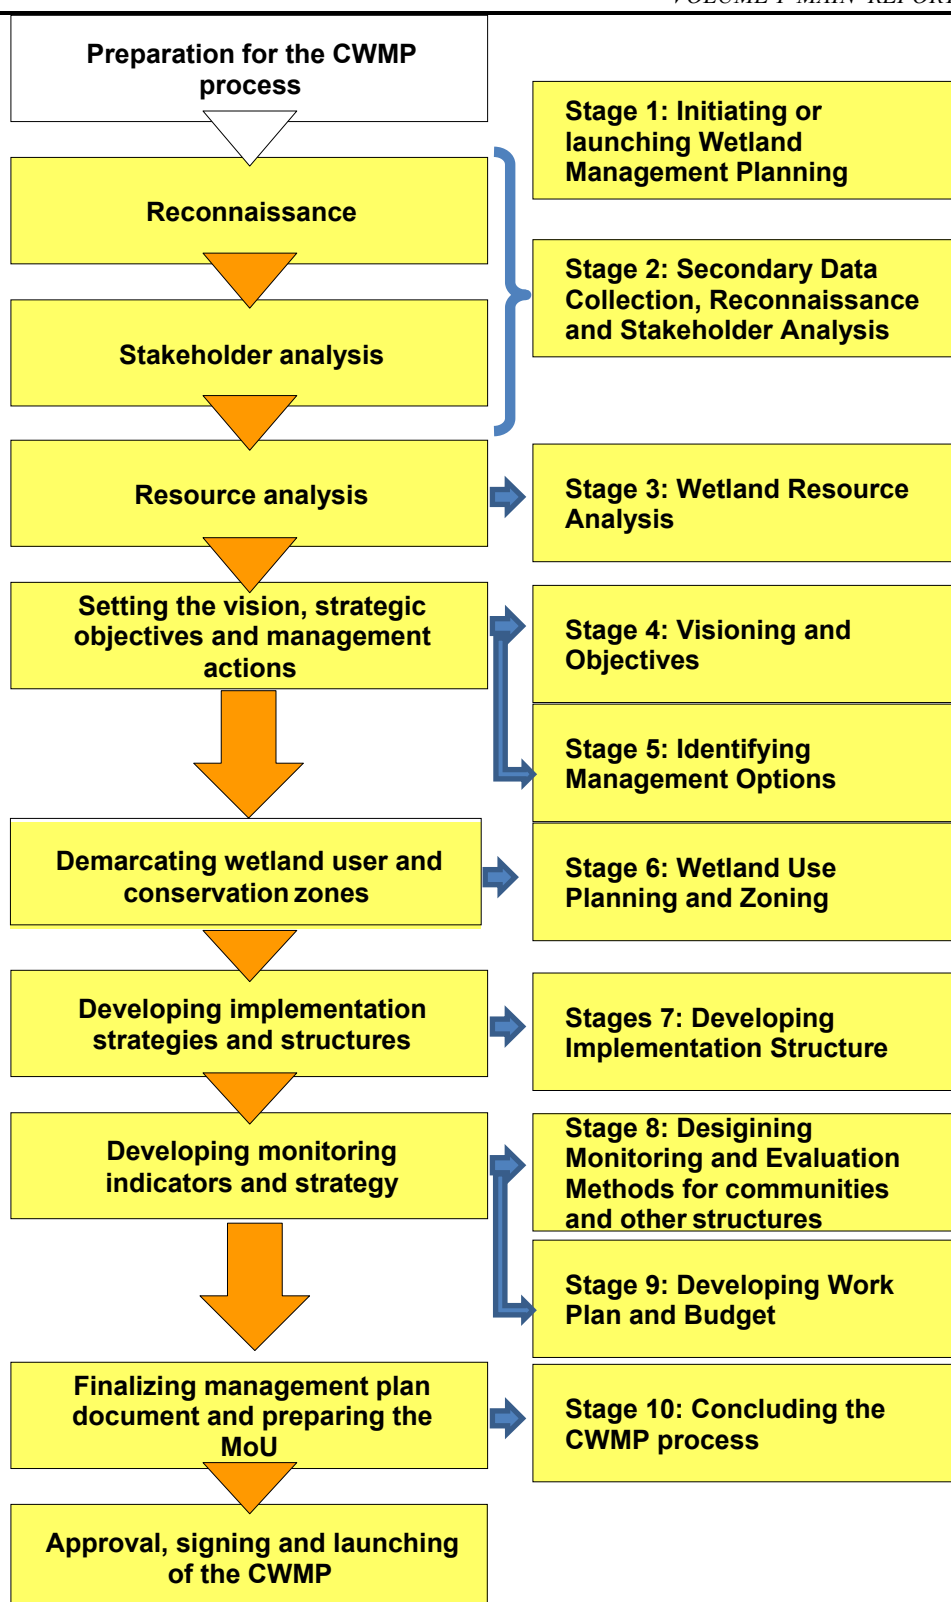 VOLUME I MAIN REPORT
Preparation for the CWMP
process
Stage 1: Initiating or
launching Wetland
Management Planning
Reconnaissance
Stage 2: Secondary Data
Collection, Reconnaissance
and Stakeholder Analysis
Stakeholder analysis
Resource analysis
Stage 3: Wetland Resource
Analysis
Setting the vision, strategic
objectives and management
actions
Stage 4: Visioning and
Objectives
Stage 5: Identifying
Management Options
Demarcating wetland user and
conservation zones
Stage 6: Wetland Use
Planning and Zoning
Developing implementation
strategies and structures
Stages 7: Developing
Implementation Structure
Developing monitoring
indicators and strategy
Stage 8: Desigining
Monitoring and Evaluation
Methods for communities
and other structures
Stage 9: Developing Work
Plan and Budget
Finalizing management plan
document and preparing the
MoU
Stage 10: Concluding the
CWMP process
Approval, signing and launching
of the CWMP